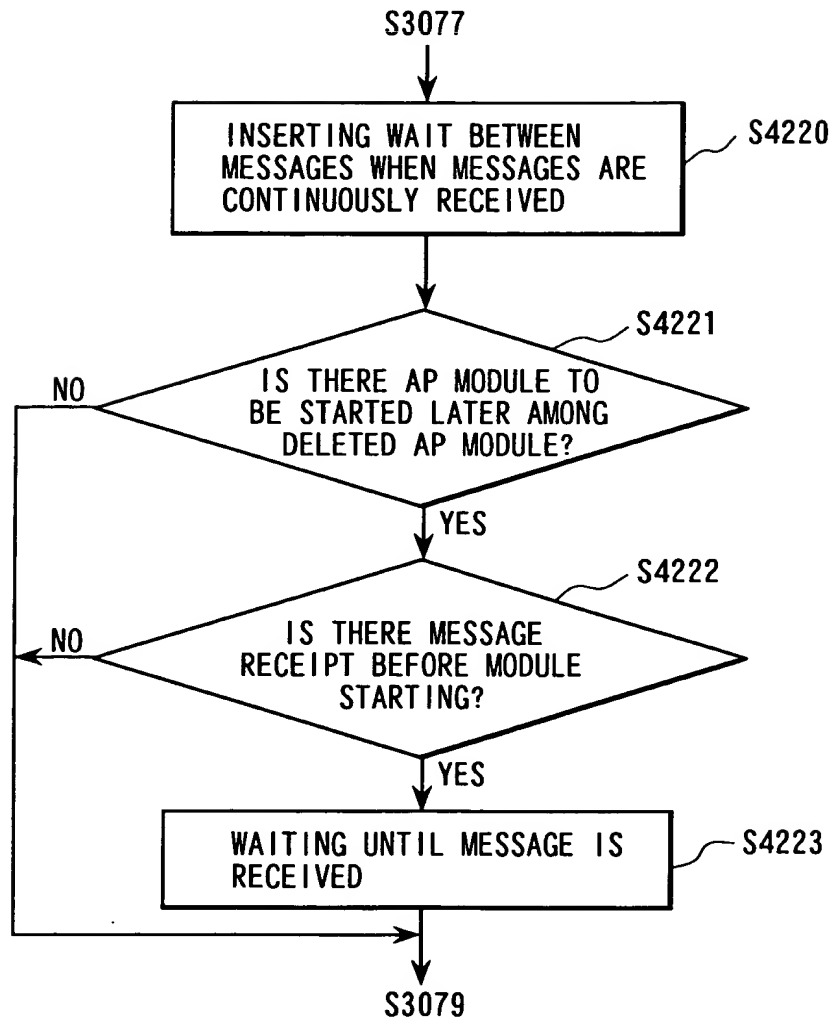 S3077
INSERTING WAIT BETWEEN
MESSAGES WHEN MESSAGES ARE
CONTINUOUSLY RECEIVED
S4220
S4221
IS THERE AP MODULE TO
BE STARTED LATER AMONG
DELETED AP MODULE?
NO
YES
S4222
IS THERE MESSAGE
RECEIPT BEFORE MODULE
STARTING?
NO
YES
WAITING UNTIL MESSAGE IS
RECEIVED
S4223
S3079